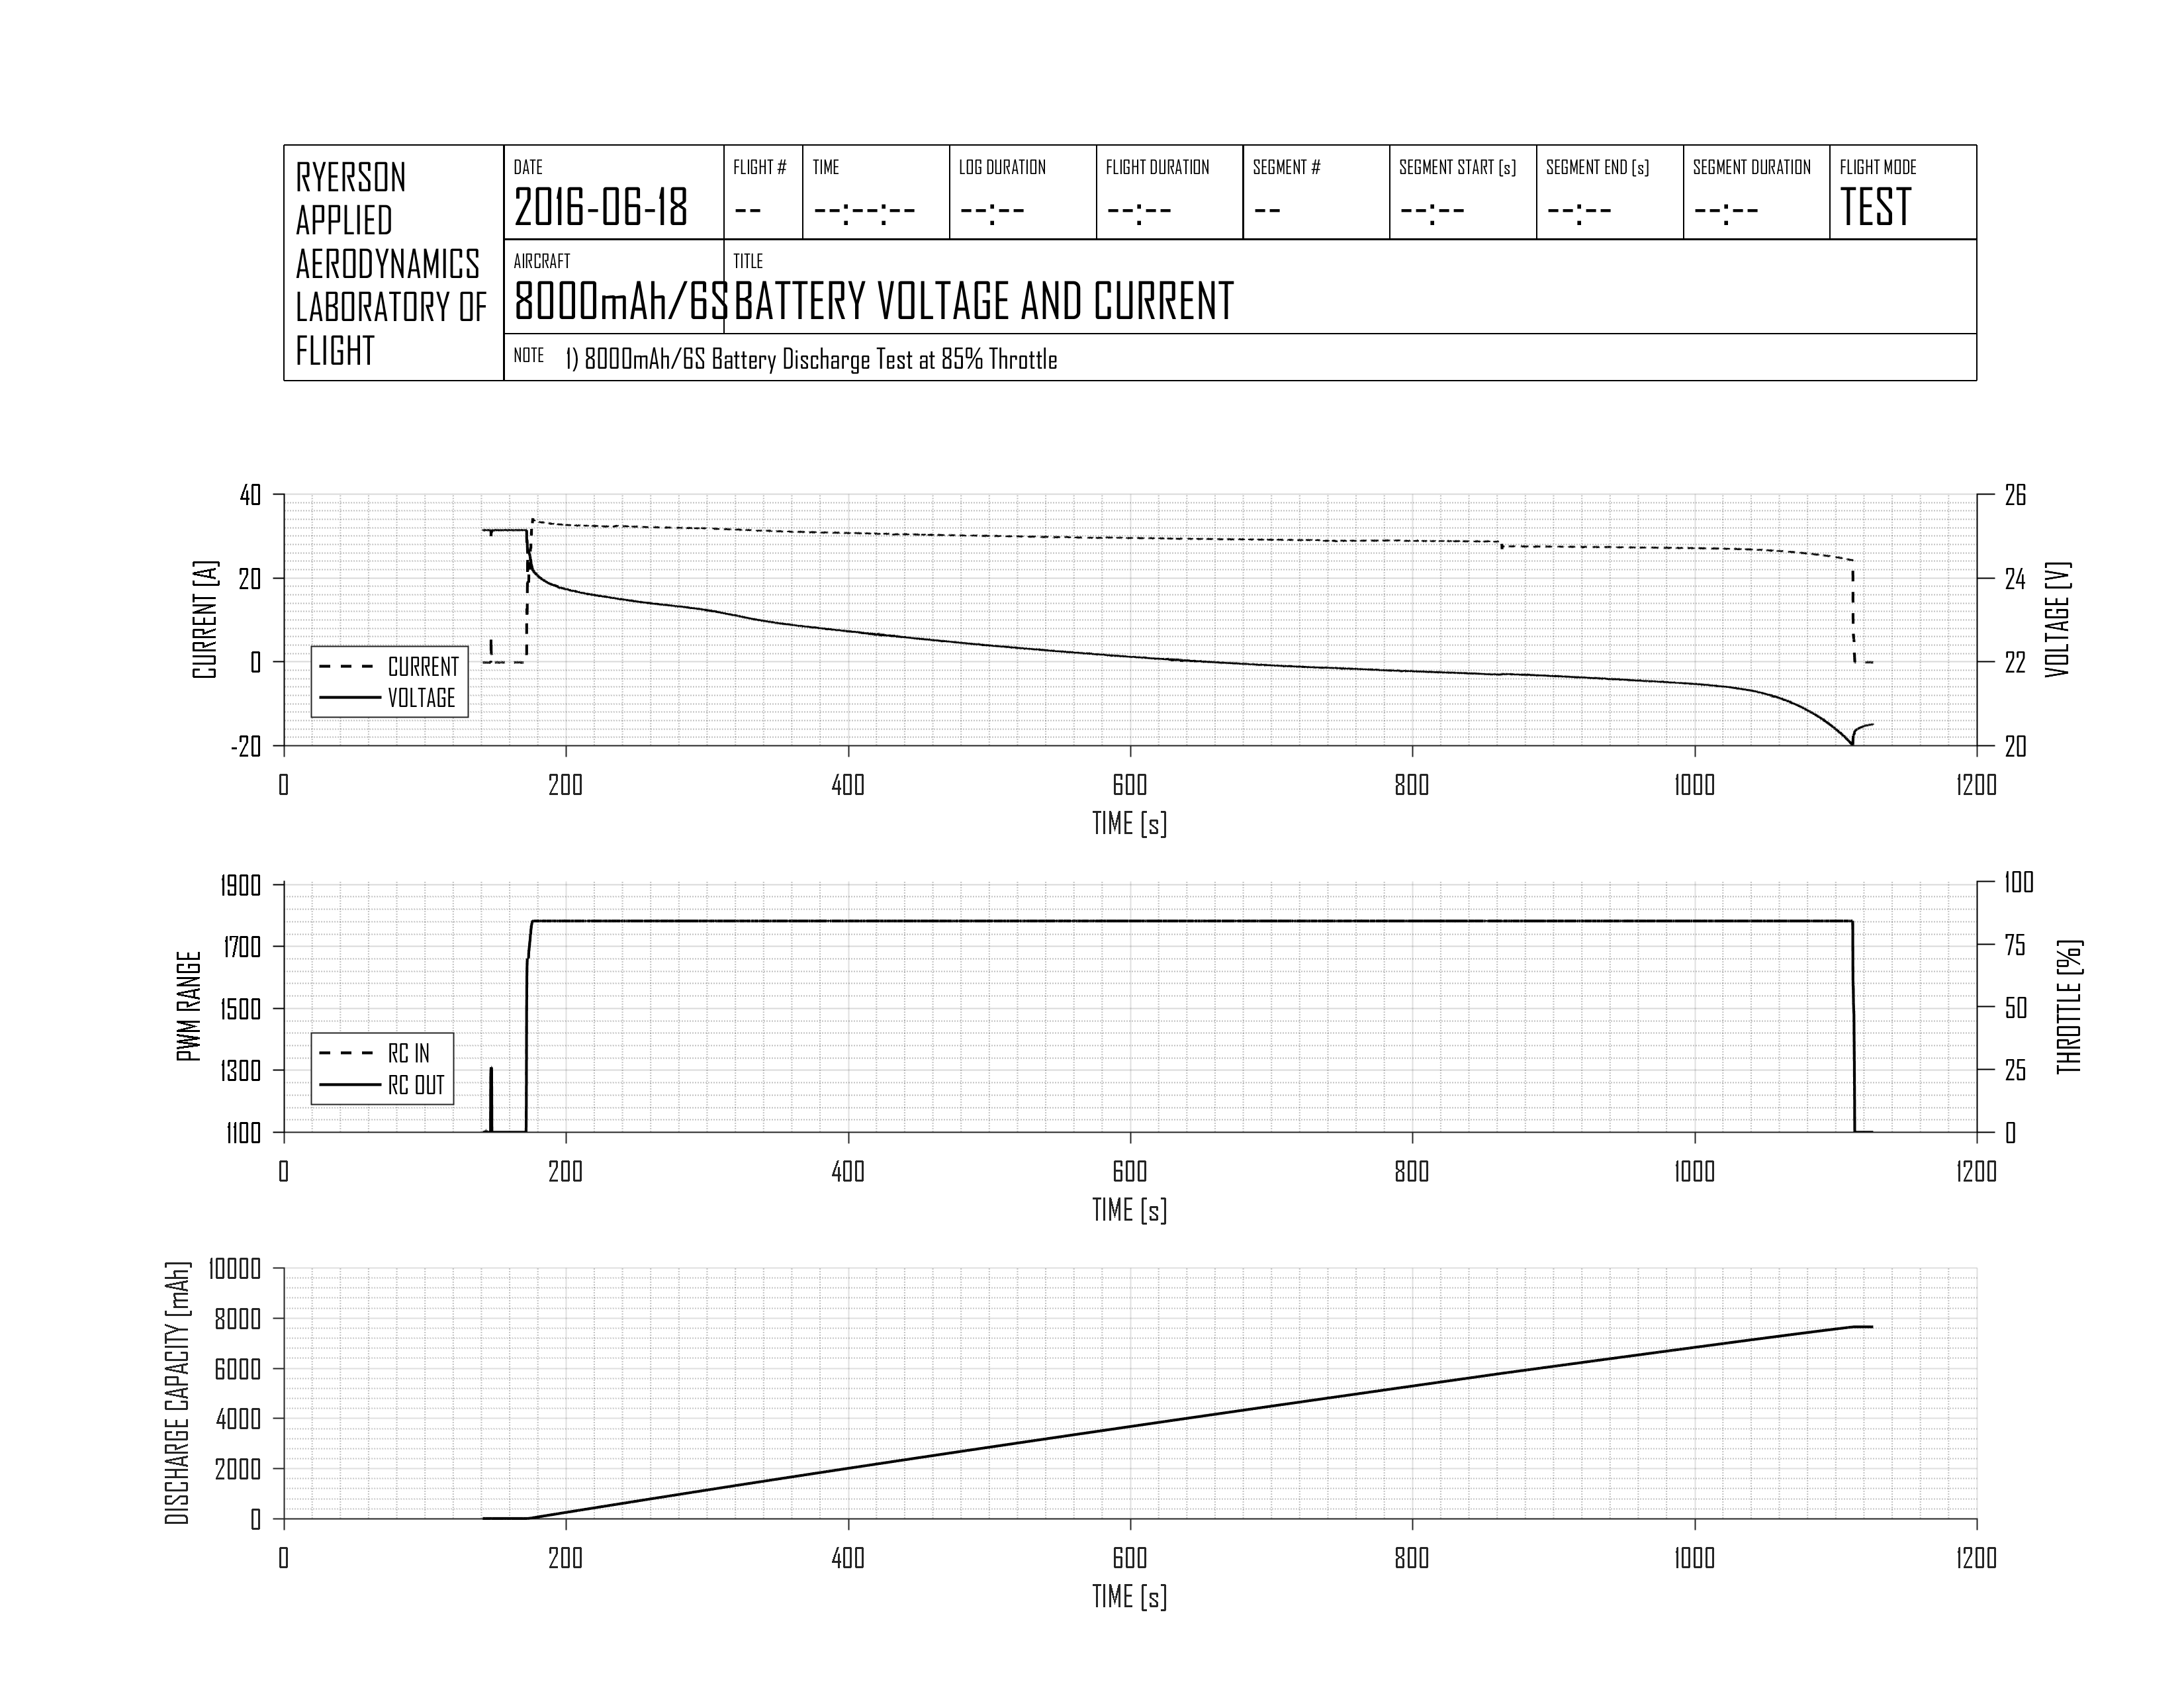 RYERSON
APPLIED
AERODYNAMICS
LABORATORY OF
FLIGHT
DATE
2016-06-18
FLIGHT #
--
TIME
--:--:--
LOG DURATION
--:--
FLIGHT DURATION
--:--
SEGMENT #
--
SEGMENT START [s]
--:--
SEGMENT END [s]
--:--
SEGMENT DURATION
--:--
FLIGHT MODE
TEST
AIRCRAFT
8000mAh/6S
TITLE
BATTERY VOLTAGE AND CURRENT
NOTE 1) 8000mAh/6S Battery Discharge Test at 85% Throttle
CURRENT [A]
40
20
0
-20
CURRENT
VOLTAGE
26
24
22
20
VOLTAGE [V]
0 200 400 600 800 1000 1200
TIME [s]
PWM RANGE
1900
1700
1500
1300
1100
RC IN
RC OUT
100
75
50
25
0
THROTTLE [%]
0 200 400 600 800 1000 1200
TIME [s]
DISCHARGE CAPACITY [mAh]
10000
8000
6000
4000
2000
0
0 200 400 600 800 1000 1200
TIME [s]